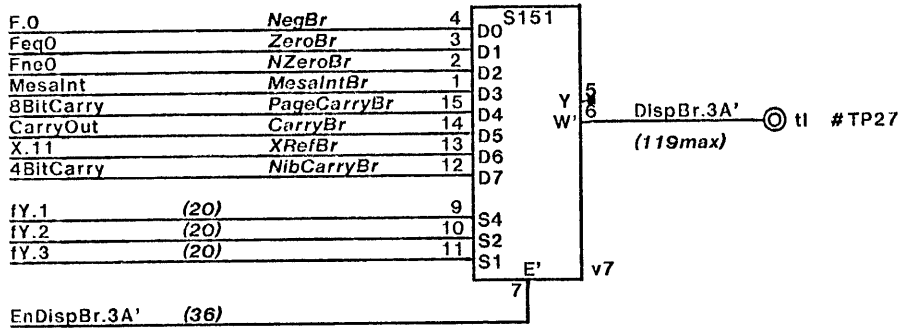 S151
F.0 NegBr 4 D0
Feq0 ZeroBr 3 D1
Fne0 NZeroBr 2 D2
MesaInt MesaIntBr 1 D3
8BitCarry PageCarryBr 15 D4
CarryOut CarryBr 14 D5
X.11 XRefBr 13 D6
4BitCarry NibCarryBr 12 D7
Y 5
W' 6 DispBr.3A' tl #TP27
(119max)
fY.1 (20) 9 S4
fY.2 (20) 10 S2
fY.3 (20) 11 S1
E' v7
7
EnDispBr.3A' (36)